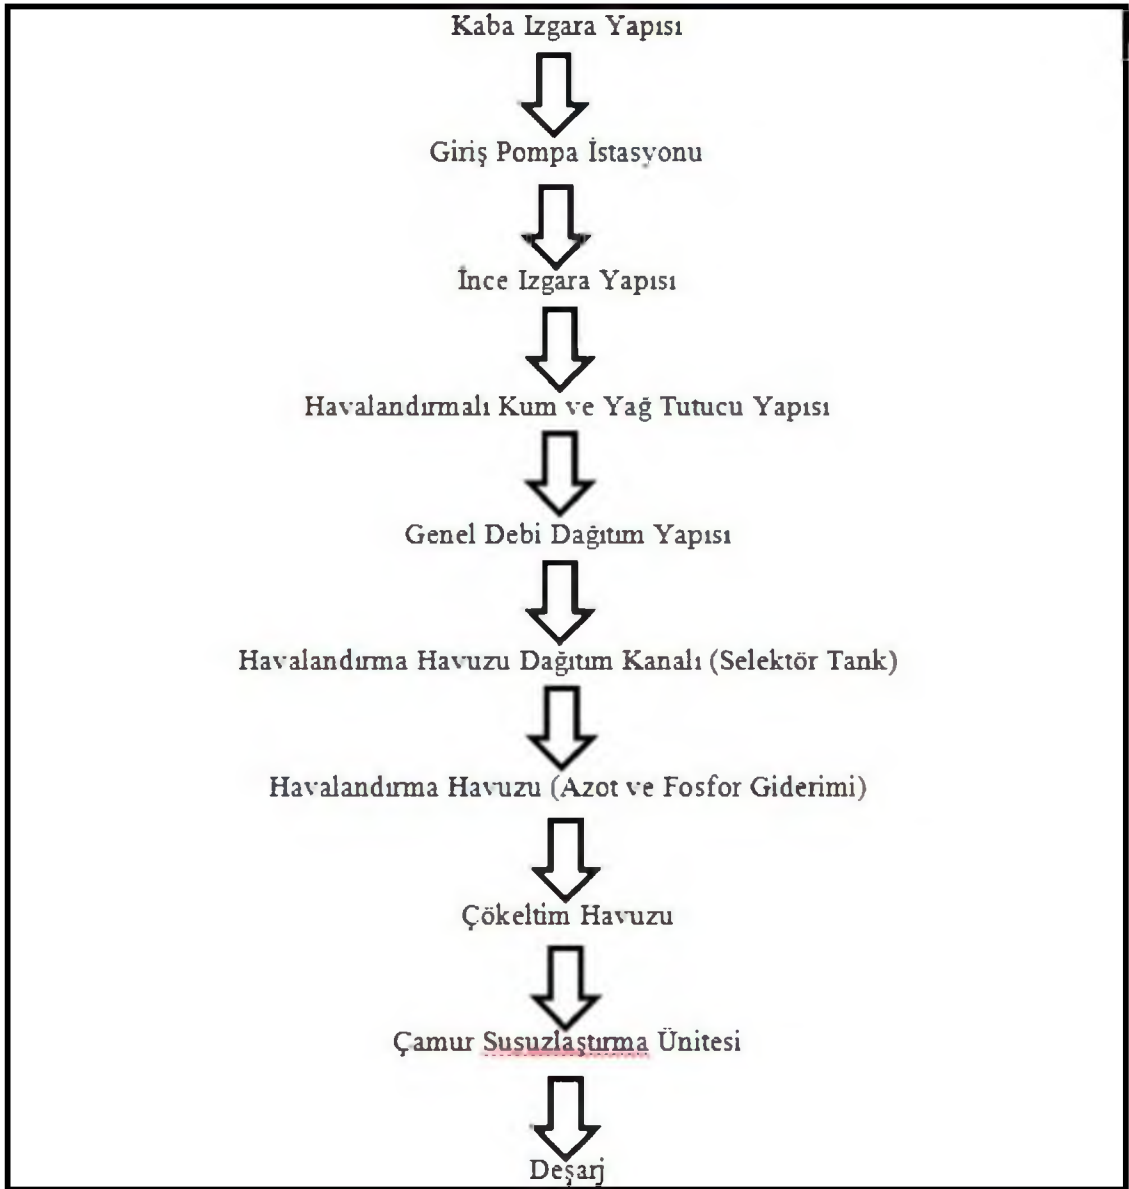 Kaba Izgara Yapısı
Giriş Pompa İstasyonu
İnce Izgara Yapısı
Havalandırmalı Kum ve Yağ Tutucu Yapısı
Genel Debi Dağıtım Yapısı
Havalandırma Havuzu Dağıtım Kanalı (Selektör Tank)
Havalandırma Havuzu (Azot ve Fosfor Giderimi)
Çökeltim Havuzu
Çamur Susuzlaştırma Ünitesi
Deşarj